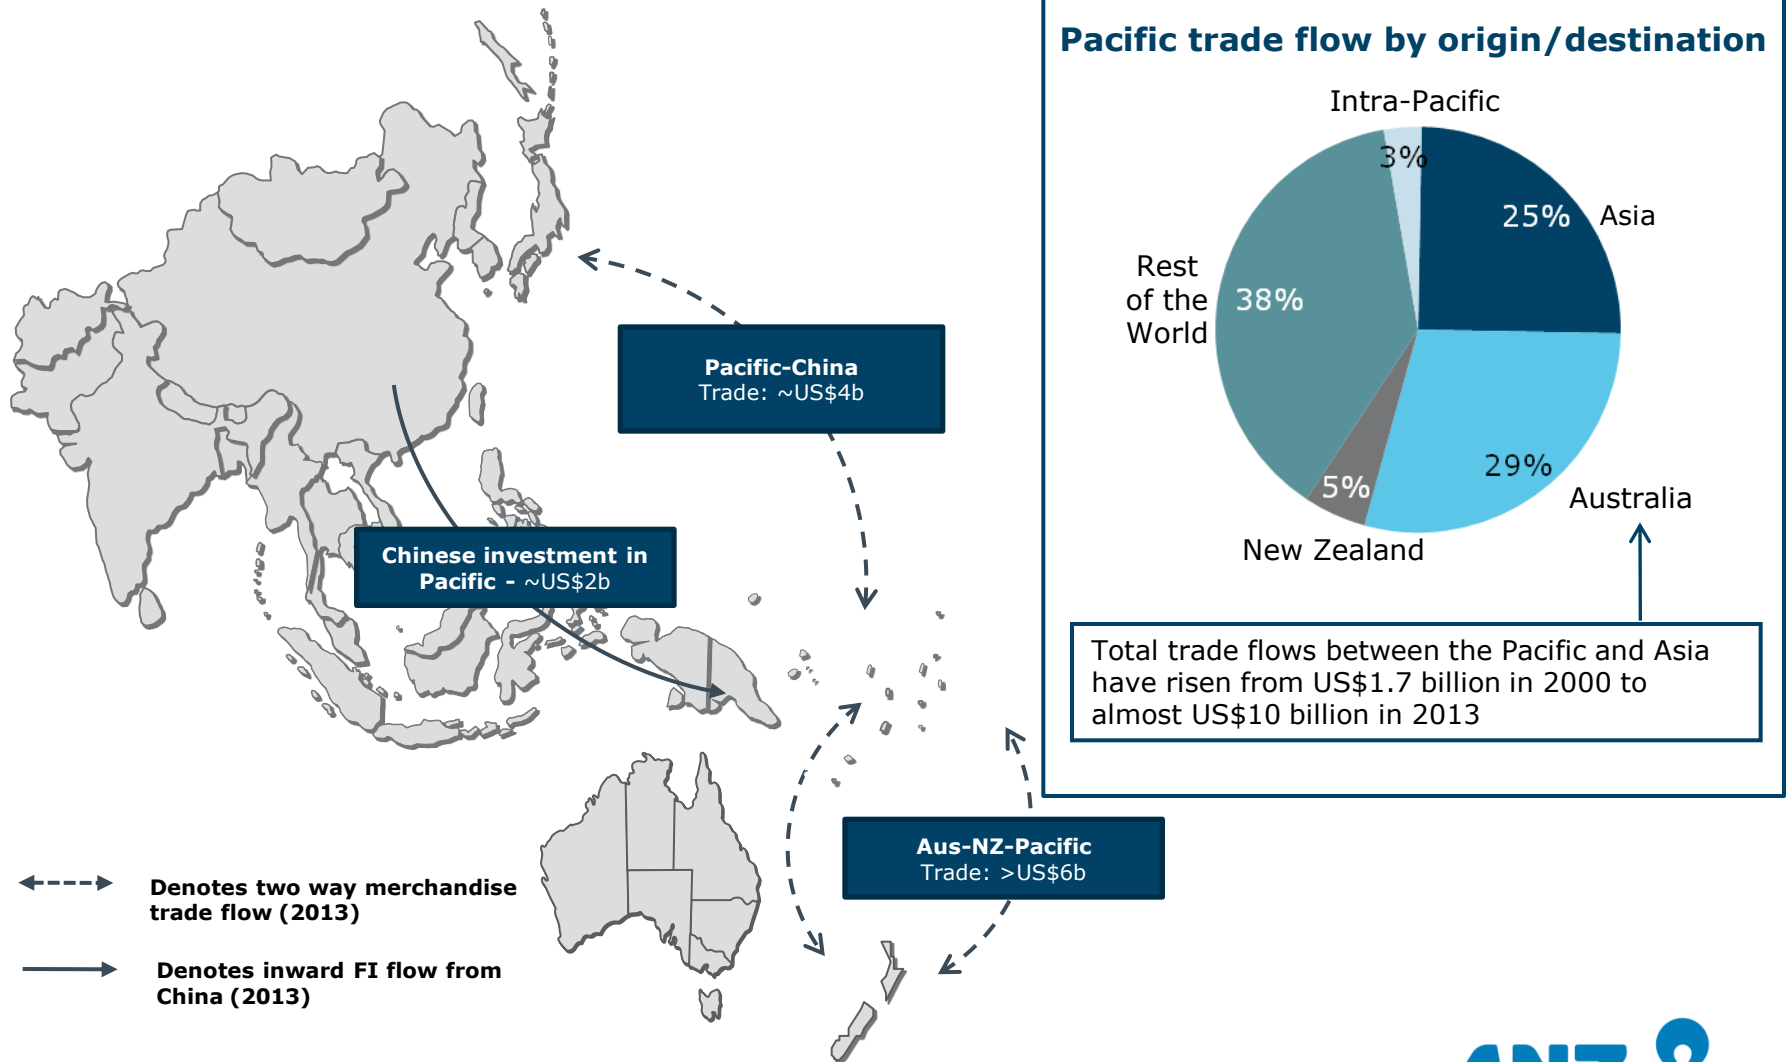 Pacific trade flow by origin/destination
Intra-Pacific
3%
25%
Asia
Rest
of the
World
38%
29%
5%
Australia
New Zealand
Total trade flows between the Pacific and Asia
have risen from US$1.7 billion in 2000 to
almost US$10 billion in 2013
Pacific-China
Trade: ~US$4b
Chinese investment in
Pacific - ~US$2b
Aus-NZ-Pacific
Trade: >US$6b
Denotes two way merchandise
trade flow (2013)
Denotes inward FI flow from
China (2013)
ANZ